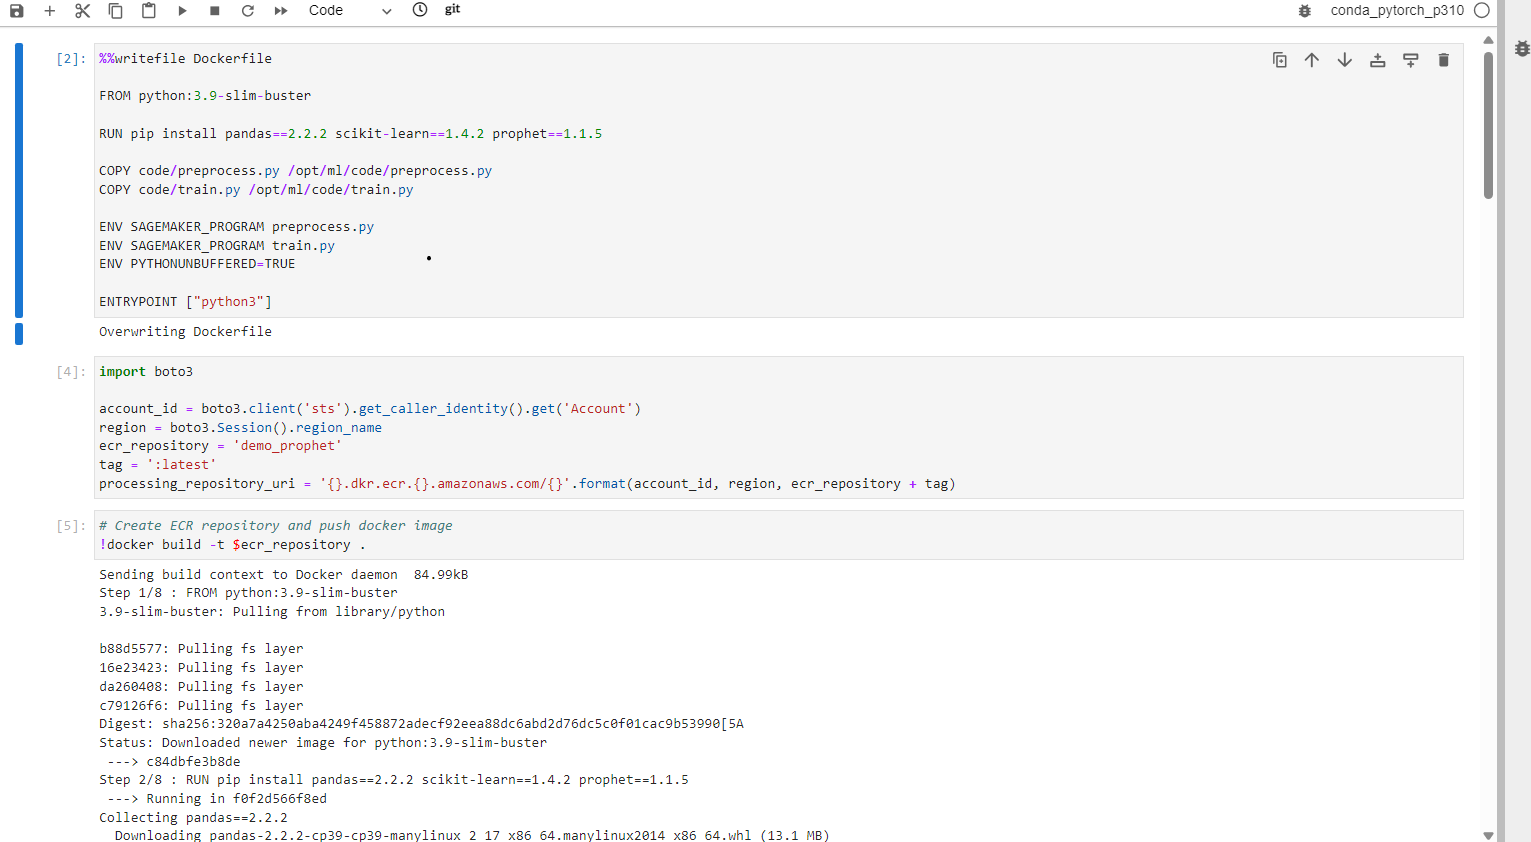 Code
git
conda_pytorch_p310
[2]:
%%writefile Dockerfile
FROM python:3.9-slim-buster
RUN pip install pandas==2.2.2 scikit-learn==1.4.2 prophet==1.1.5
COPY code/preprocess.py /opt/ml/code/preprocess.py
COPY code/train.py /opt/ml/code/train.py
ENV SAGEMAKER_PROGRAM preprocess.py
ENV SAGEMAKER_PROGRAM train.py
ENV PYTHONUNBUFFERED=TRUE
ENTRYPOINT ["python3"]
Overwriting Dockerfile
[4]:
import boto3
account_id = boto3.client('sts').get_caller_identity().get('Account')
region = boto3.Session().region_name
ecr_repository = 'demo_prophet'
tag = ':latest'
processing_repository_uri = '{}.dkr.ecr.{}.amazonaws.com/{}'.format(account_id, region, ecr_repository + tag)
[5]:
# Create ECR repository and push docker image
!docker build -t $ecr_repository .
Sending build context to Docker daemon  84.99kB
Step 1/8 : FROM python:3.9-slim-buster
3.9-slim-buster: Pulling from library/python
b88d5577: Pulling fs layer
16e23423: Pulling fs layer
da260408: Pulling fs layer
c79126f6: Pulling fs layer
Digest: sha256:320a7a4250aba4249f458872adecf92eea88dc6abd2d76dc5c0f01cac9b53990[5A
Status: Downloaded newer image for python:3.9-slim-buster
---> c84dbfe3b8de
Step 2/8 : RUN pip install pandas==2.2.2 scikit-learn==1.4.2 prophet==1.1.5
---> Running in f0f2d566f8ed
Collecting pandas==2.2.2
Downloading pandas-2.2.2-cp39-cp39-manylinux_2_17_x86_64.manylinux2014_x86_64.whl (13.1 MB)